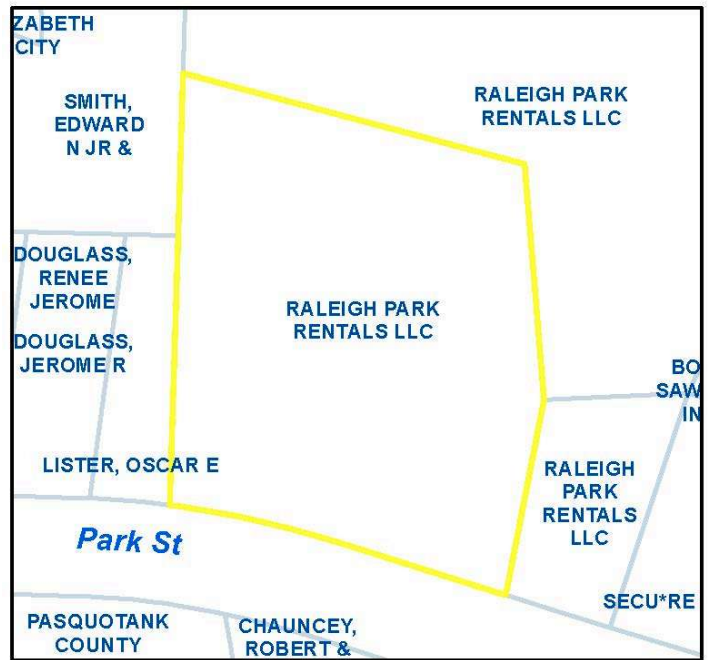 ZABETH
CITY
SMITH,
EDWARD
N JR &
RALEIGH PARK
RENTALS LLC
DOUGLASS,
RENEE
JEROME
RALEIGH PARK
RENTALS LLC
DOUGLASS,
JEROME R
BO
SAW
IN
LISTER, OSCAR E
RALEIGH
PARK
RENTALS
LLC
Park St
SECU*RE
PASQUOTANK
COUNTY
CHAUNCEY,
ROBERT &